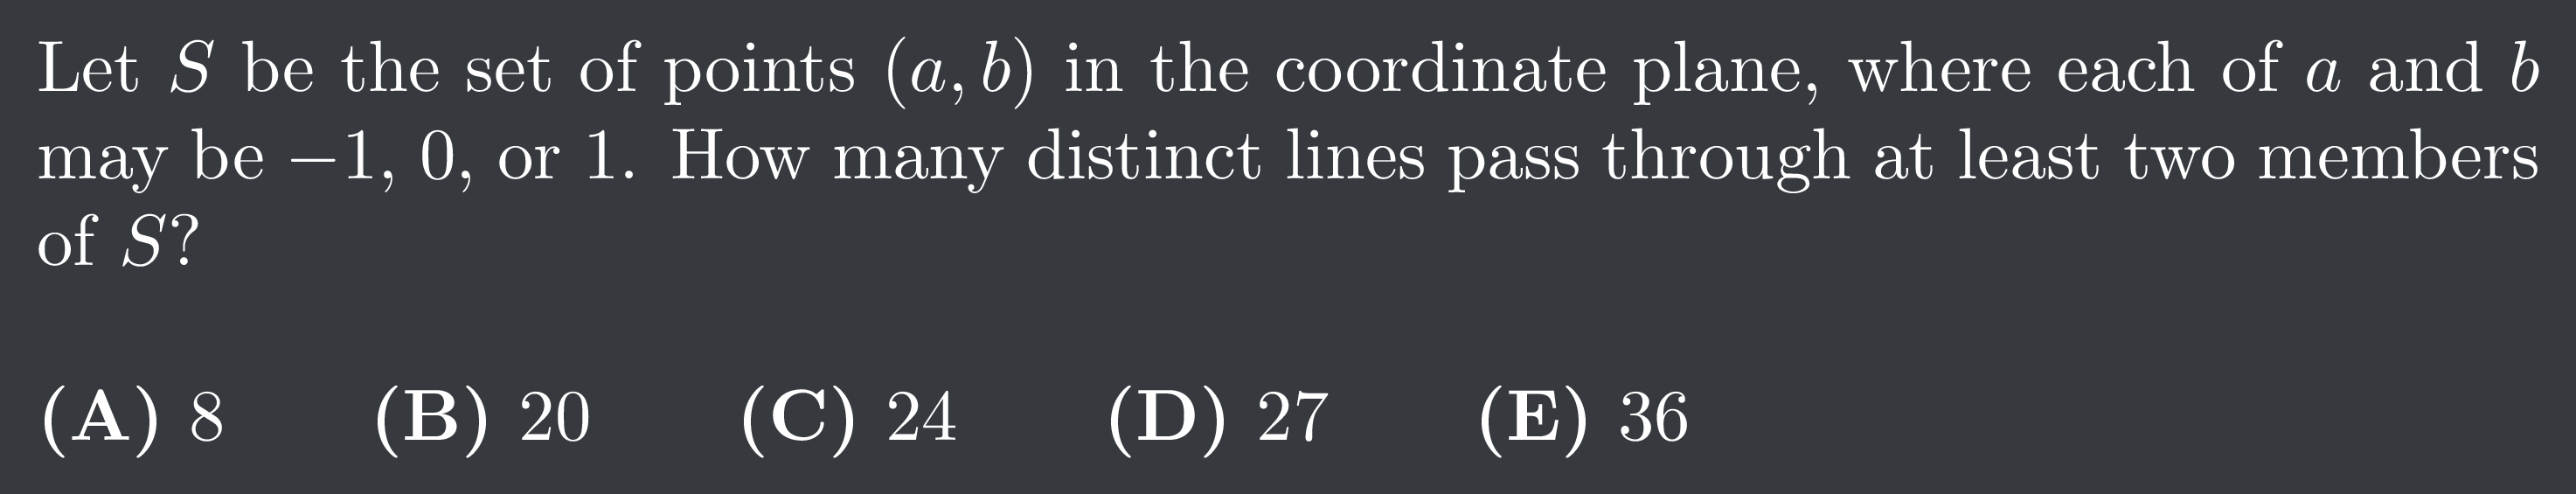 Let S be the set of points (a, b) in the coordinate plane, where each of a and b
may be −1, 0, or 1. How many distinct lines pass through at least two members
of S?
(A) 8 (B) 20 (C) 24 (D) 27 (E) 36